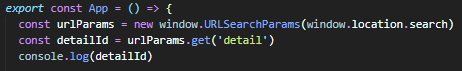 export const App = () => {
const urlParams = new window.URLSearchParams(window.location.search)
const detailId = urlParams.get('detail')
console.log(detailId)